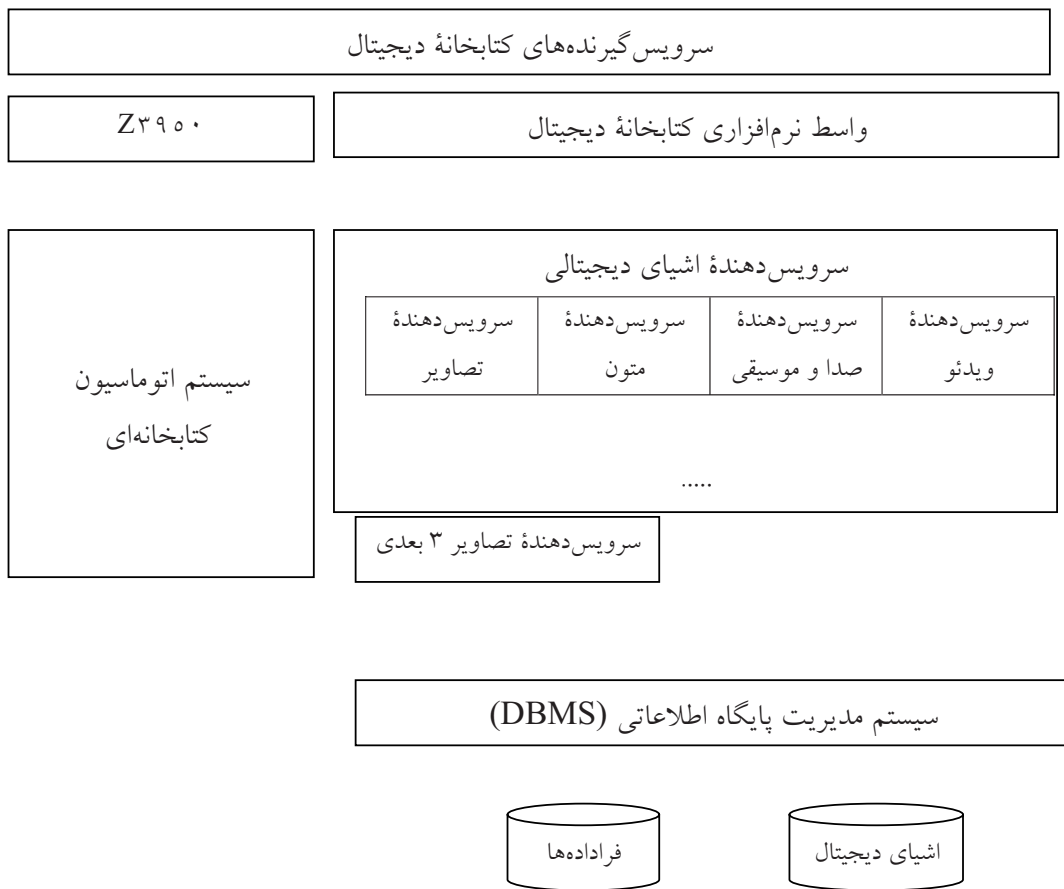 سرویس‌گیرنده‌های کتابخانهٔ دیجیتال
واسط نرم‌افزاری کتابخانهٔ دیجیتال
Z۳۹۵۰
سرویس‌دهندهٔ اشیای دیجیتالی
سرویس‌دهندهٔ
ویدئو
سرویس‌دهندهٔ
صدا و موسیقی
سرویس‌دهندهٔ
متون
سرویس‌دهندهٔ
تصاویر
.....
سرویس‌دهندهٔ تصاویر ۳ بعدی
سیستم اتوماسیون
کتابخانه‌ای
سیستم مدیریت پایگاه اطلاعاتی (DBMS)
اشیای دیجیتال
فراداده‌ها